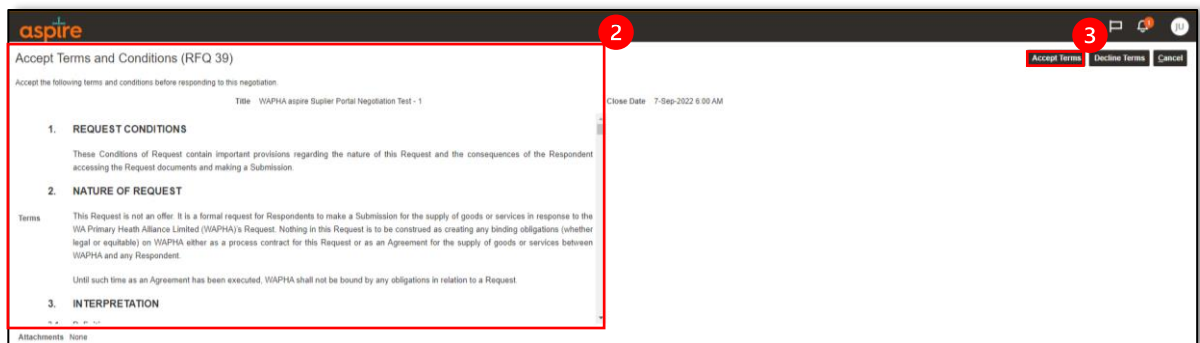 aspire
2
3
1
JU
Accept Terms and Conditions (RFQ 39)
Accept Terms Decline Terms Cancel
Accept the following terms and conditions before responding to this negotiation.
Title WAPHA aspire Suplier Portal Negotiation Test - 1
Close Date 7-Sep-2022 6:00 AM
1. REQUEST CONDITIONS
These Conditions of Request contain important provisions regarding the nature of this Request and the consequences of the Respondent
accessing the Request documents and making a Submission.
2. NATURE OF REQUEST
Terms
This Request is not an offer. It is a formal request for Respondents to make a Submission for the supply of goods or services in response to the
WA Primary Heath Alliance Limited (WAPHA)'s Request. Nothing in this Request is to be construed as creating any binding obligations (whether
legal or equitable) on WAPHA either as a process contract for this Request or as an Agreement for the supply of goods or services between
WAPHA and any Respondent.
Until such time as an Agreement has been executed, WAPHA shall not be bound by any obligations in relation to a Request.
3. INTERPRETATION
Attachments None